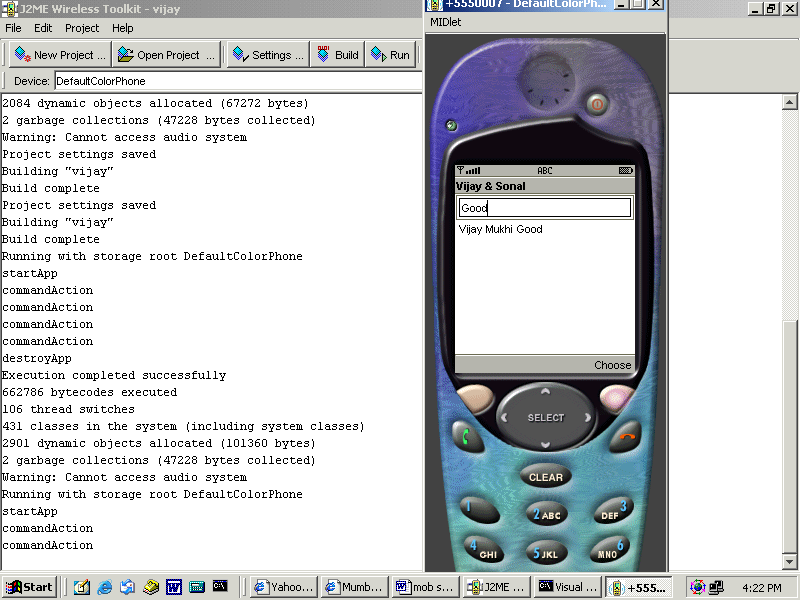 J2ME Wireless Toolkit - vijay
File Edit Project Help
New Project ... Open Project ... Settings ... Build Run
Device: DefaultColorPhone
2084 dynamic objects allocated (67272 bytes)
2 garbage collections (47228 bytes collected)
Warning: Cannot access audio system
Project settings saved
Building "vijay"
Build complete
Project settings saved
Building "vijay"
Build complete
Running with storage root DefaultColorPhone
startApp
commandAction
commandAction
commandAction
commandAction
destroyApp
Execution completed successfully
662786 bytecodes executed
106 thread switches
431 classes in the system (including system classes)
2901 dynamic objects allocated (101360 bytes)
2 garbage collections (47228 bytes collected)
Warning: Cannot access audio system
Running with storage root DefaultColorPhone
startApp
commandAction
commandAction
+5550007 - DefaultColorPh...
MIDlet
ABC
Vijay & Sonal
Good
Vijay Mukhi Good
Choose
SELECT
CLEAR
1 2 ABC DEF 3
4 GHI 5 JKL MNO 6
Start Yahoo... Mumb... mob s... J2ME ... Visual ... +555... 4:22 PM